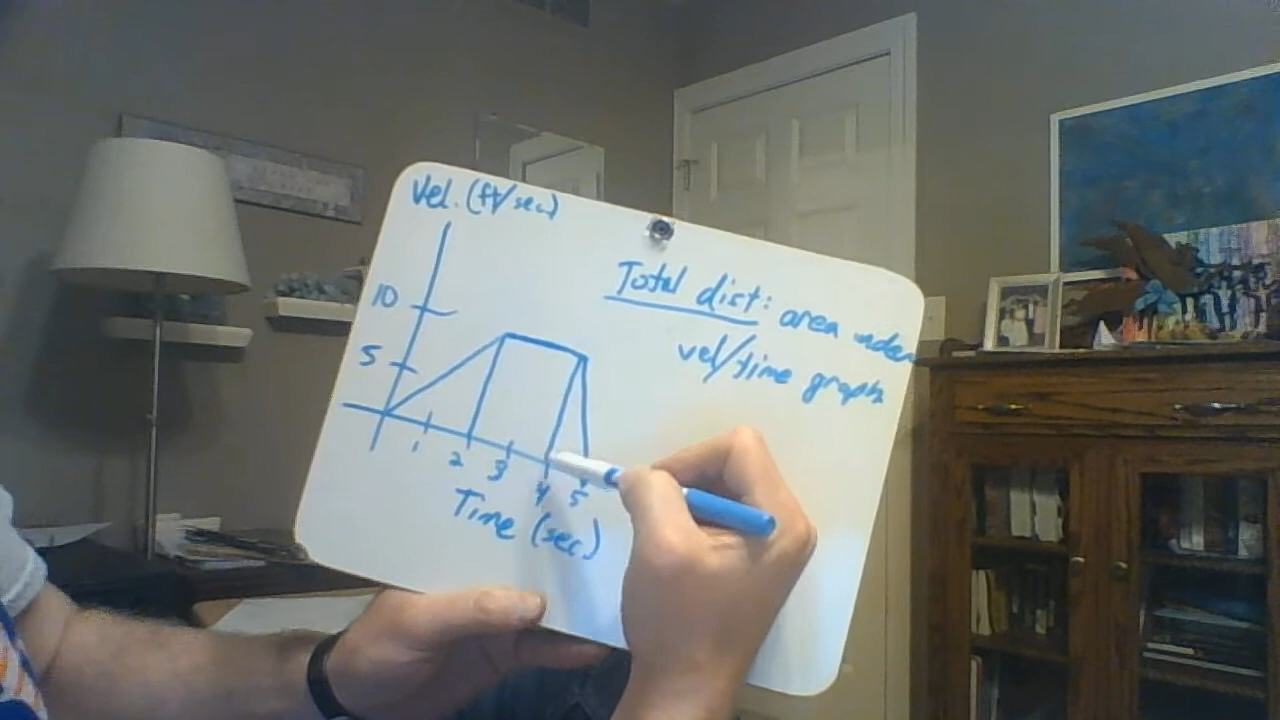 Vel. (ft/sec)
Total dist: area under
vel/time graph
10
5
1 2 3 4 5
Time (sec)